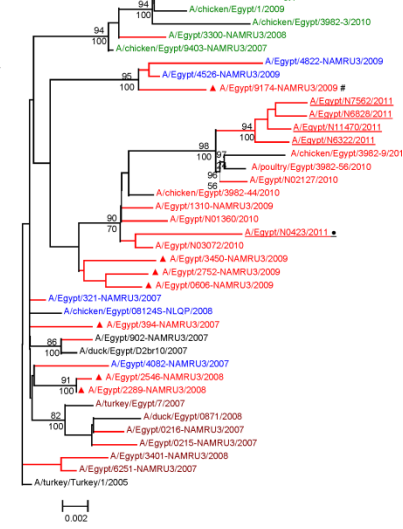 94
A/chicken/Egypt/1/2009
100
A/chicken/Egypt/3982-3/2010
94
A/Egypt/3300-NAMRU3/2008
100
A/chicken/Egypt/9403-NAMRU3/2007
A/Egypt/4822-NAMRU3/2009
95
A/Egypt/4526-NAMRU3/2009
100
▲ A/Egypt/9174-NAMRU3/2009 #
A/Egypt/N7562/2011
A/Egypt/N6828/2011
94
A/Egypt/N11470/2011
100
A/Egypt/N6322/2011
98
97
A/chicken/Egypt/3982-9/201
100
A/poultry/Egypt/3982-56/2010
96
A/Egypt/N02127/2010
56
A/chicken/Egypt/3982-44/2010
A/Egypt/1310-NAMRU3/2009
90
A/Egypt/N01360/2010
70
A/Egypt/N0423/2011 ●
A/Egypt/N03072/2010
▲ A/Egypt/3450-NAMRU3/2009
▲ A/Egypt/2752-NAMRU3/2009
▲ A/Egypt/0606-NAMRU3/2009
A/Egypt/321-NAMRU3/2007
A/chicken/Egypt/08124S-NLQP/2008
▲ A/Egypt/394-NAMRU3/2007
86
A/Egypt/902-NAMRU3/2007
100
A/duck/Egypt/D2br10/2007
A/Egypt/4082-NAMRU3/2007
91
▲ A/Egypt/2546-NAMRU3/2008
100
▲ A/Egypt/2289-NAMRU3/2008
A/turkey/Egypt/7/2007
82
A/duck/Egypt/0871/2008
100
A/Egypt/0216-NAMRU3/2007
A/Egypt/0215-NAMRU3/2007
A/Egypt/3401-NAMRU3/2008
A/Egypt/6251-NAMRU3/2007
A/turkey/Turkey/1/2005
0.002